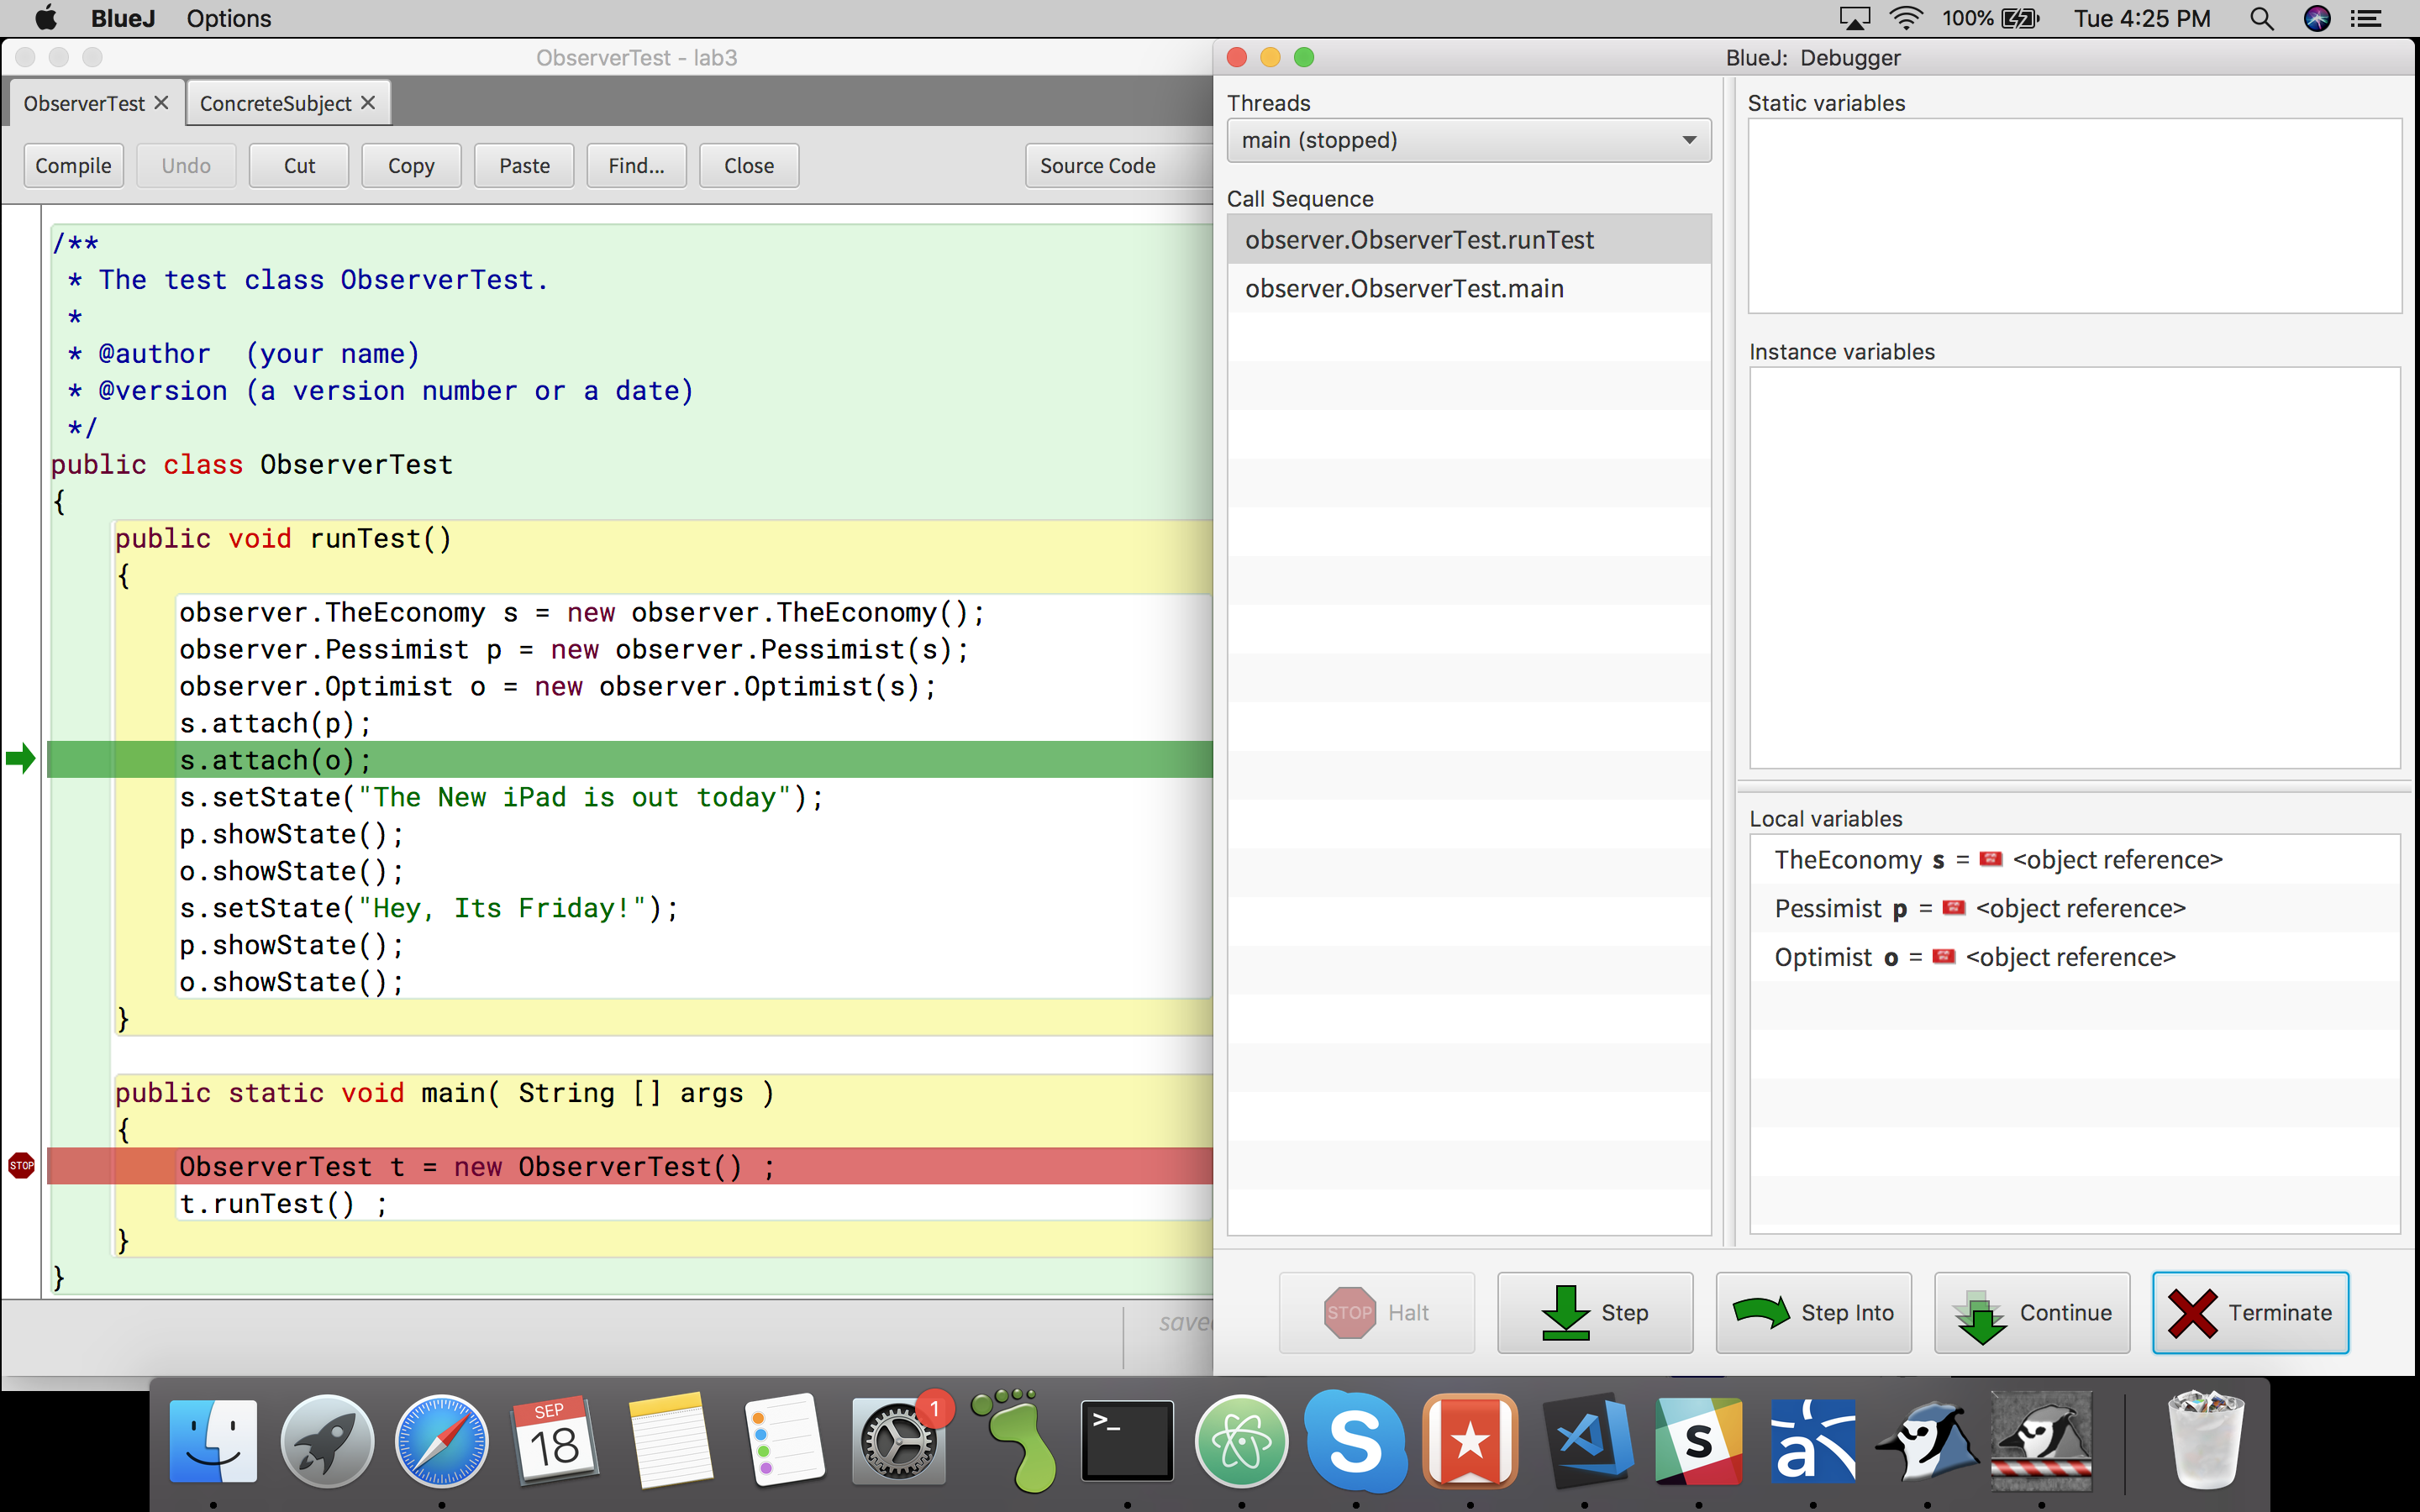 BlueJ Options 100% Tue 4:25 PM
ObserverTest - lab3
ObserverTest ConcreteSubject
Compile Undo Cut Copy Paste Find... Close Source Code
/**
* The test class ObserverTest.
*
* @author (your name)
* @version (a version number or a date)
*/
public class ObserverTest
{
public void runTest()
{
observer.TheEconomy s = new observer.TheEconomy();
observer.Pessimist p = new observer.Pessimist(s);
observer.Optimist o = new observer.Optimist(s);
s.attach(p);
s.attach(o);
s.setState("The New iPad is out today");
p.showState();
o.showState();
s.setState("Hey, Its Friday!");
p.showState();
o.showState();
}
public static void main( String [] args )
{
STOP ObserverTest t = new ObserverTest() ;
t.runTest() ;
}
}
BlueJ: Debugger
Threads
main (stopped)
Call Sequence
observer.ObserverTest.runTest
observer.ObserverTest.main
Static variables
Instance variables
Local variables
TheEconomy s = <object reference>
Pessimist p = <object reference>
Optimist o = <object reference>
STOP Halt Step Step Into Continue Terminate
SEP
18
1
>_
S
S
a